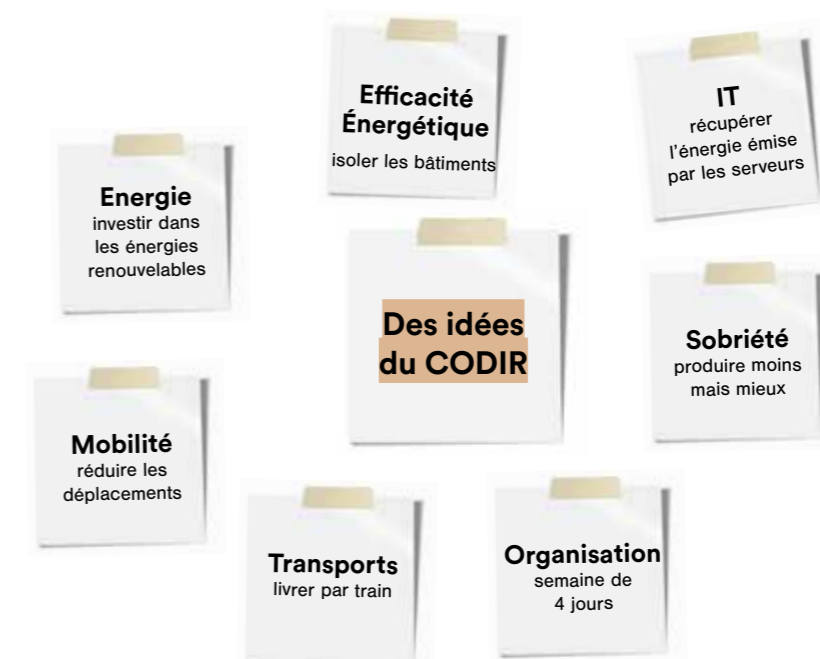 Efficacité
Énergétique
isoler les bâtiments
IT
récupérer
l'énergie émise
par les serveurs
Energie
investir dans
les énergies
renouvelables
Des idées
du CODIR
Sobriété
produire moins
mais mieux
Mobilité
réduire les
déplacements
Transports
livrer par train
Organisation
semaine de
4 jours